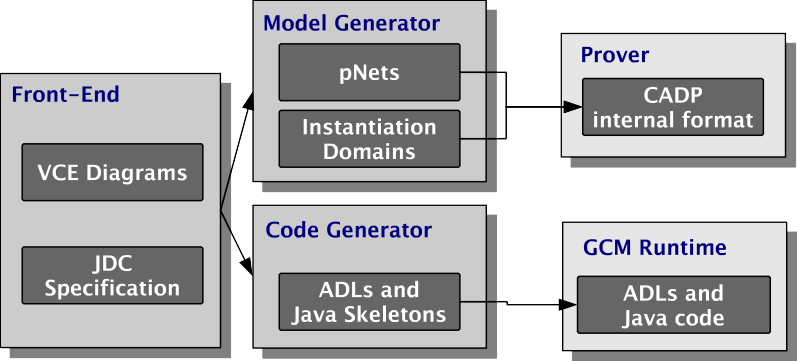 Front-End
VCE Diagrams
JDC
Specification
Model Generator
pNets
Instantiation
Domains
Code Generator
ADLs and
Java Skeletons
Prover
CADP
internal format
GCM Runtime
ADLs and
Java code